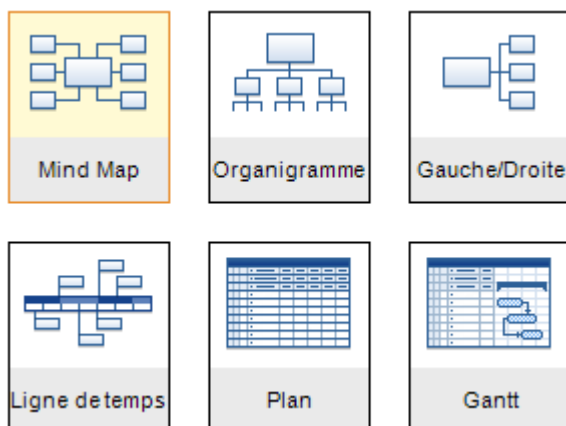 Mind Map
Organigramme
Gauche/Droite
Ligne de temps
Plan
Gantt